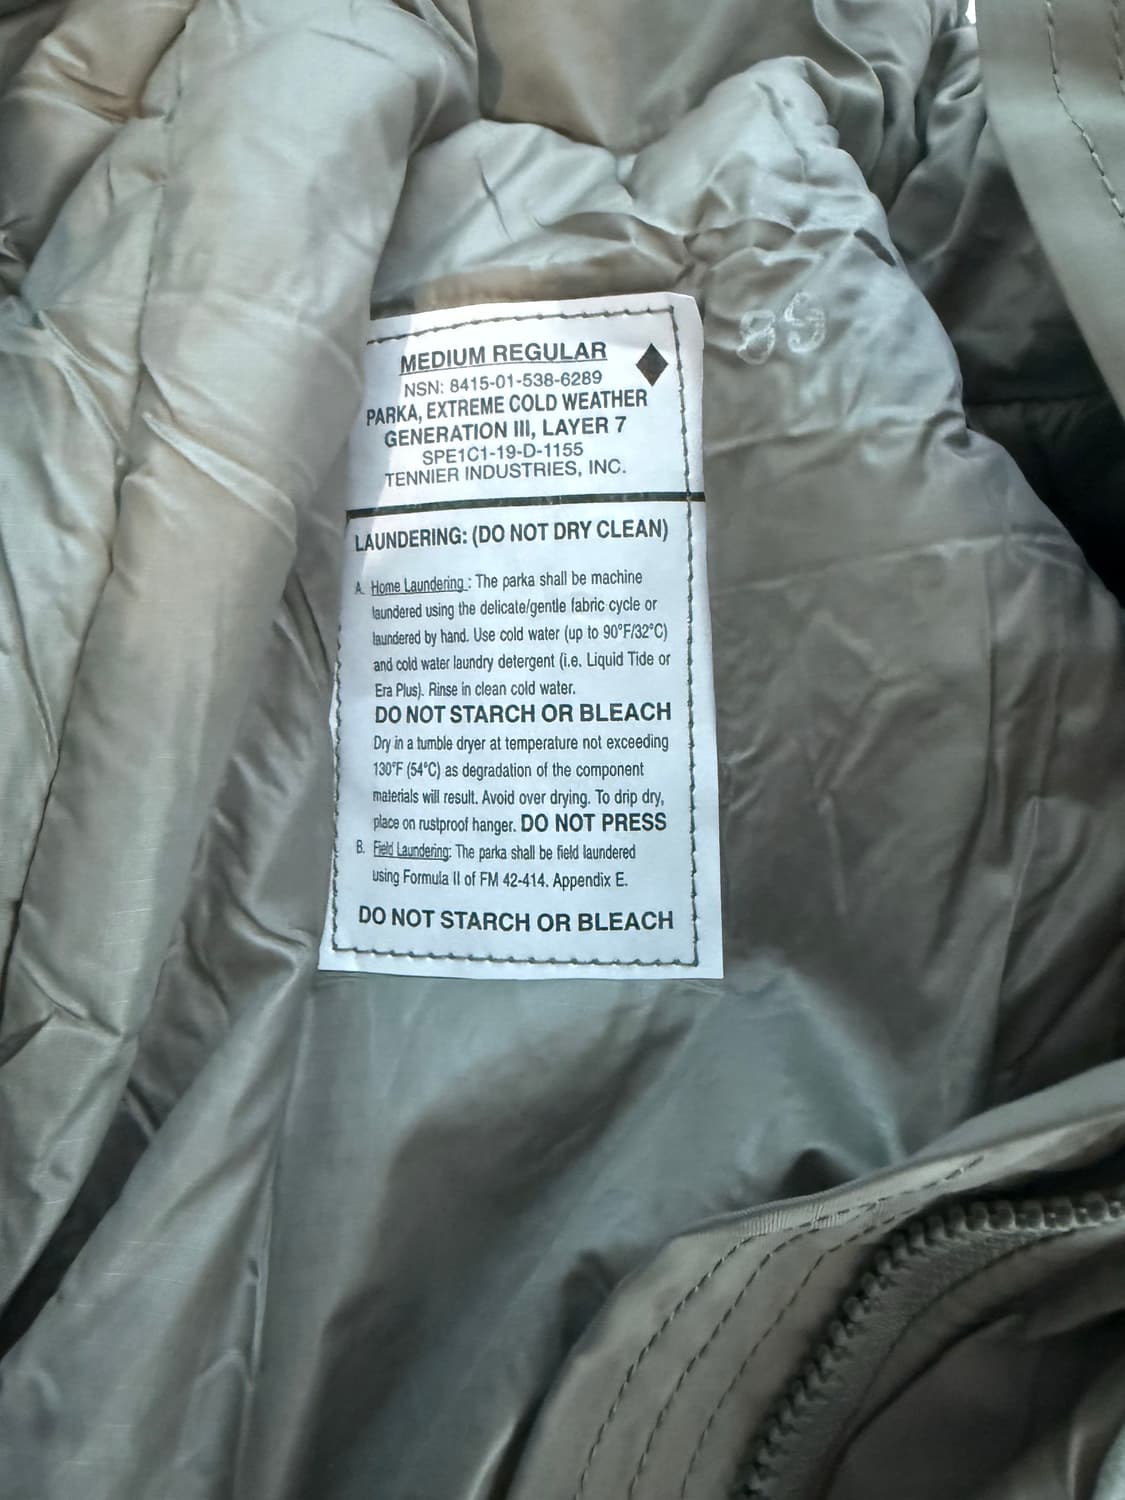 MEDIUM REGULAR
NSN: 8415-01-538-6289
PARKA, EXTREME COLD WEATHER
GENERATION III, LAYER 7
SPE1C1-19-D-1155
TENNIER INDUSTRIES, INC.
89
LAUNDERING: (DO NOT DRY CLEAN)
A. Home Laundering : The parka shall be machine
laundered using the delicate/gentle fabric cycle or
laundered by hand. Use cold water (up to 90°F/32°C)
and cold water laundry detergent (i.e. Liquid Tide or
Era Plus). Rinse in clean cold water.
DO NOT STARCH OR BLEACH
Dry in a tumble dryer at temperature not exceeding
130°F (54°C) as degradation of the component
materials will result. Avoid over drying. To drip dry,
place on rustproof hanger. DO NOT PRESS
B. Field Laundering: The parka shall be field laundered
using Formula II of FM 42-414. Appendix E.
DO NOT STARCH OR BLEACH